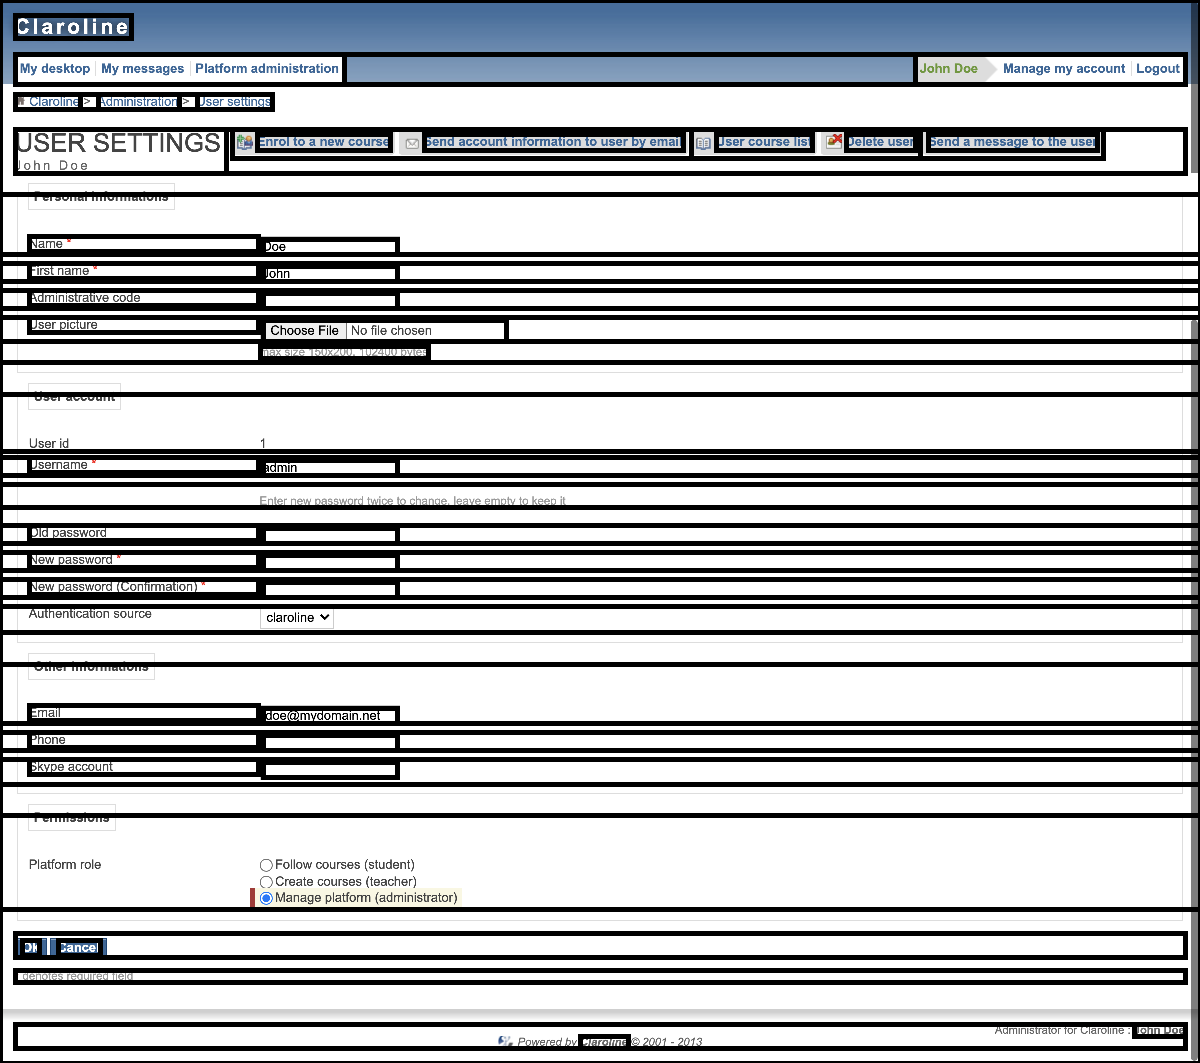 Claroline
My desktop My messages Platform administration John Doe Manage my account Logout
Claroline > Administration > User settings
USER SETTINGS Enrol to a new course Send account information to user by email User course list Delete user Send a message to the user
John Doe
Personal informations
Name * Doe
First name * John
Administrative code
User picture Choose File No file chosen
max size 150x200, 102400 bytes
User account
User id 1
Username * admin
Enter new password twice to change, leave empty to keep it
Old password
New password *
New password (Confirmation) *
Authentication source claroline
Other informations
Email doe@mydomain.net
Phone
Skype account
Permissions
Platform role Follow courses (student)
Create courses (teacher)
Manage platform (administrator)
Ok Cancel
denotes required field
Administrator for Claroline : John Doe
Powered by Claroline © 2001 - 2013